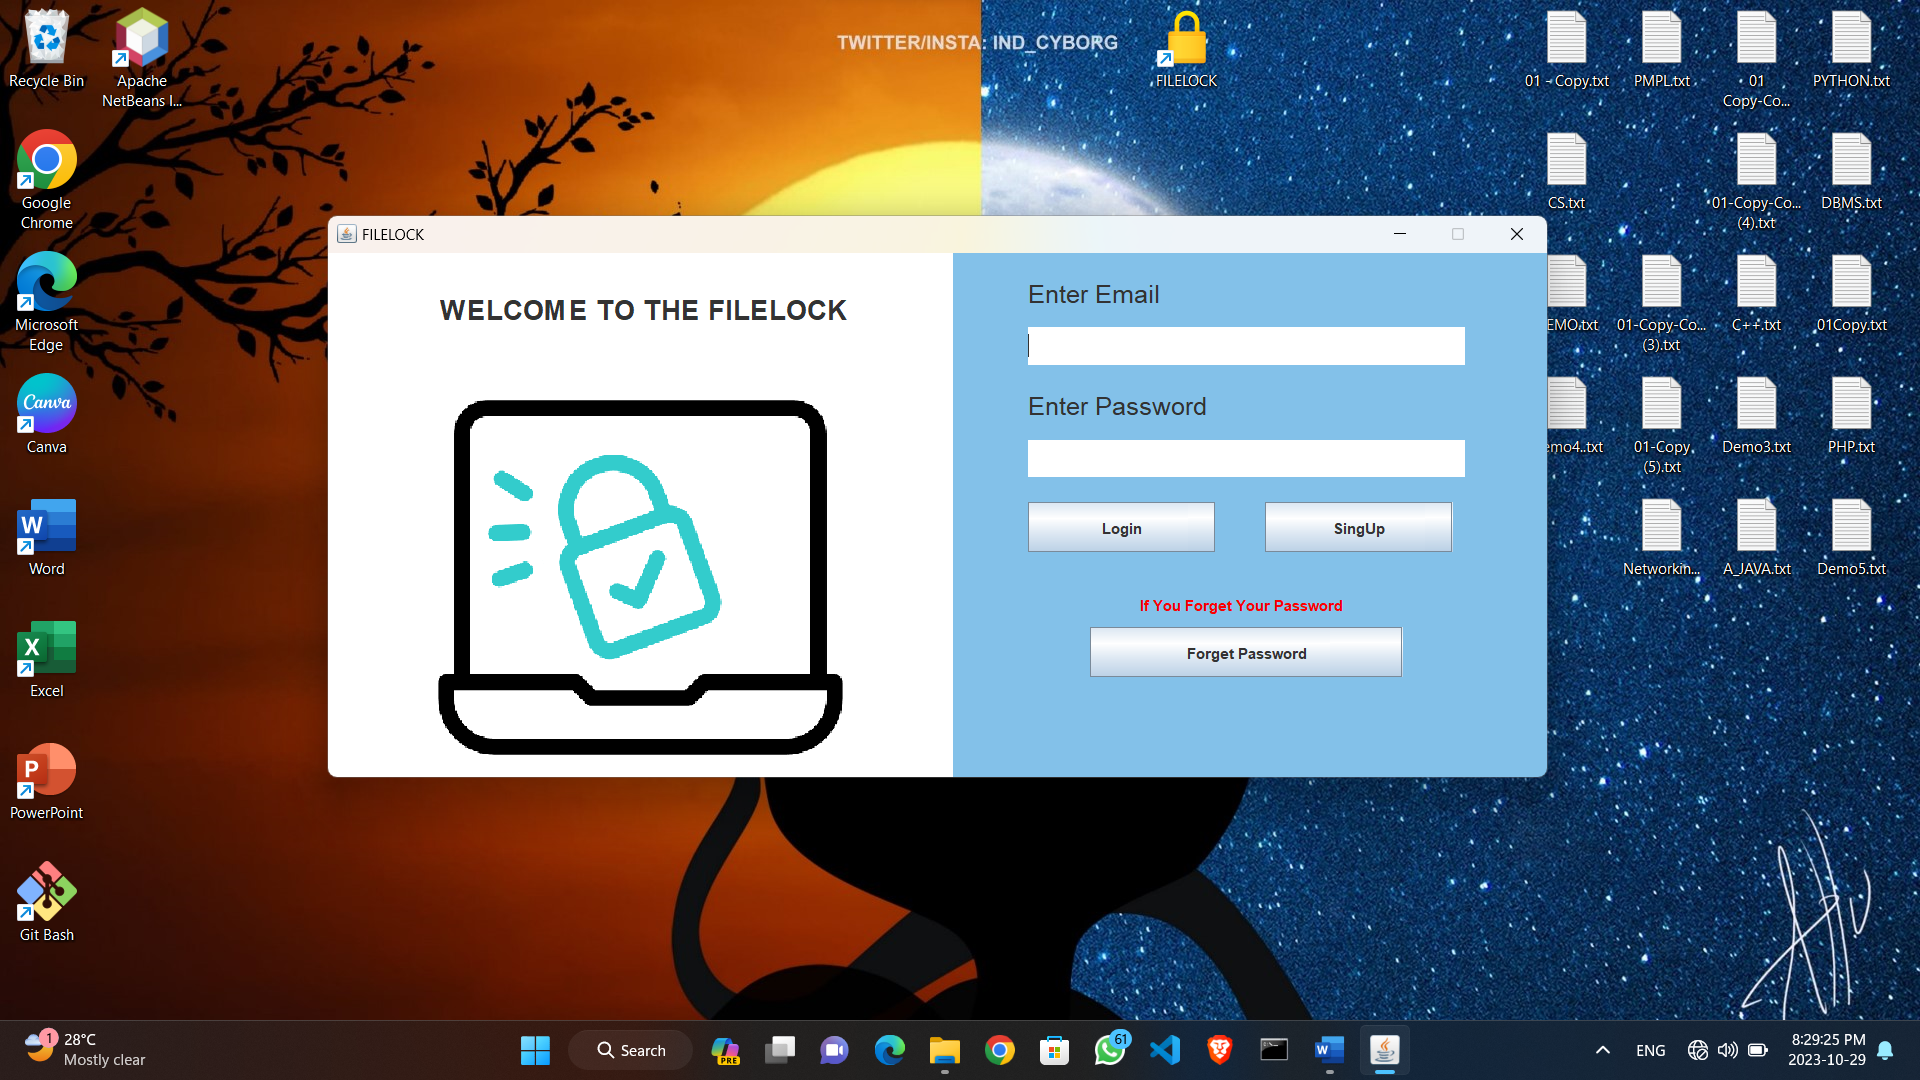 TWITTER/INSTA: IND_CYBORG
Recycle Bin
Apache
NetBeans I...
Google
Chrome
Microsoft
Edge
Canva
Canva
W
Word
X
Excel
P
PowerPoint
Git Bash
FILELOCK
01 - Copy.txt
PMPL.txt
01
Copy-Co...
PYTHON.txt
CS.txt
01-Copy-Co...
(4).txt
DBMS.txt
EMO.txt
01-Copy-Co...
(3).txt
C++.txt
01Copy.txt
emo4..txt
01-Copy
(5).txt
Demo3.txt
PHP.txt
Networkin...
A_JAVA.txt
Demo5.txt
FILELOCK
WELCOME TO THE FILELOCK
Enter Email
Enter Password
Login
SingUp
If You Forget Your Password
Forget Password
1
28°C
Mostly clear
Search
PRE
61
W
ENG
8:29:25 PM
2023-10-29